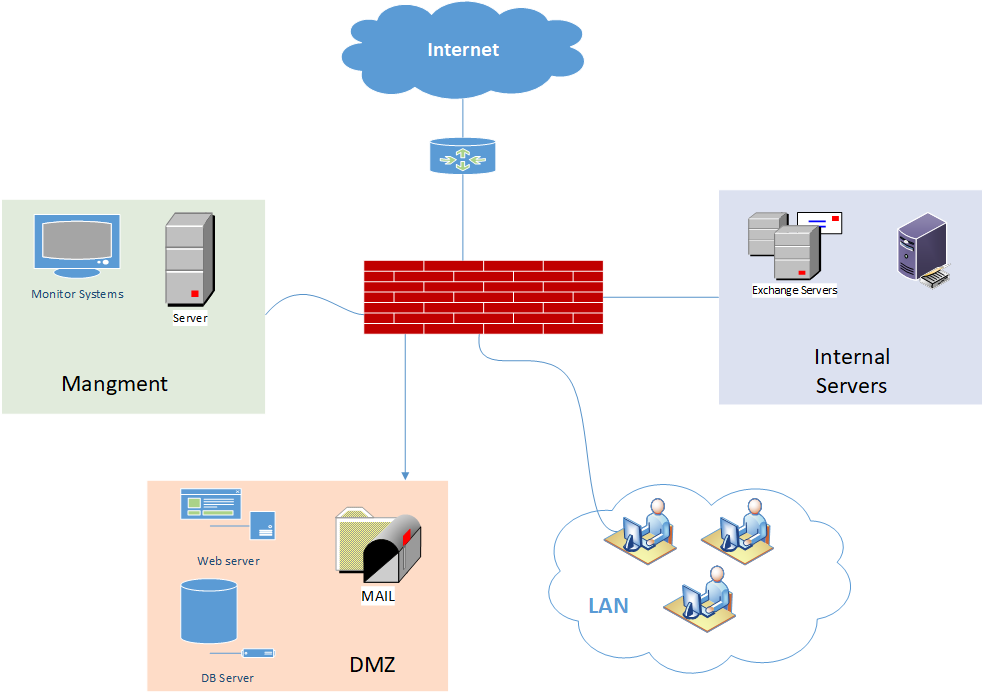 Internet
Monitor Systems
Server
Mangment
Exchange Servers
Internal
Servers
Web server
MAIL
DB Server
DMZ
LAN